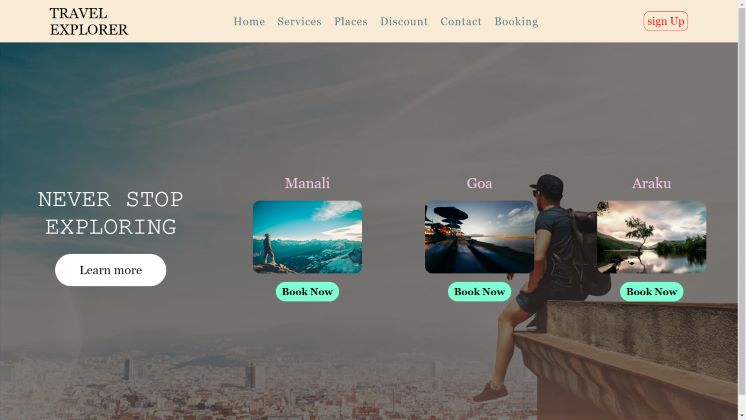 TRAVEL
EXPLORER
Home Services Places Discount Contact Booking
sign Up
NEVER STOP
EXPLORING
Learn more
Manali
Goa
Araku
Book Now
Book Now
Book Now